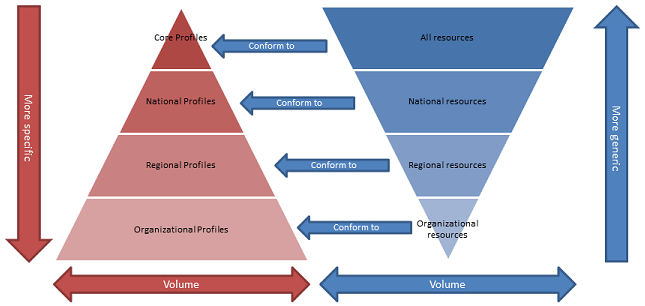 Core Profiles
Conform to
All resources
National Profiles
Conform to
National resources
Regional Profiles
Conform to
Regional resources
Organizational Profiles
Conform to
Organizational
resources
More specific
More generic
Volume
Volume